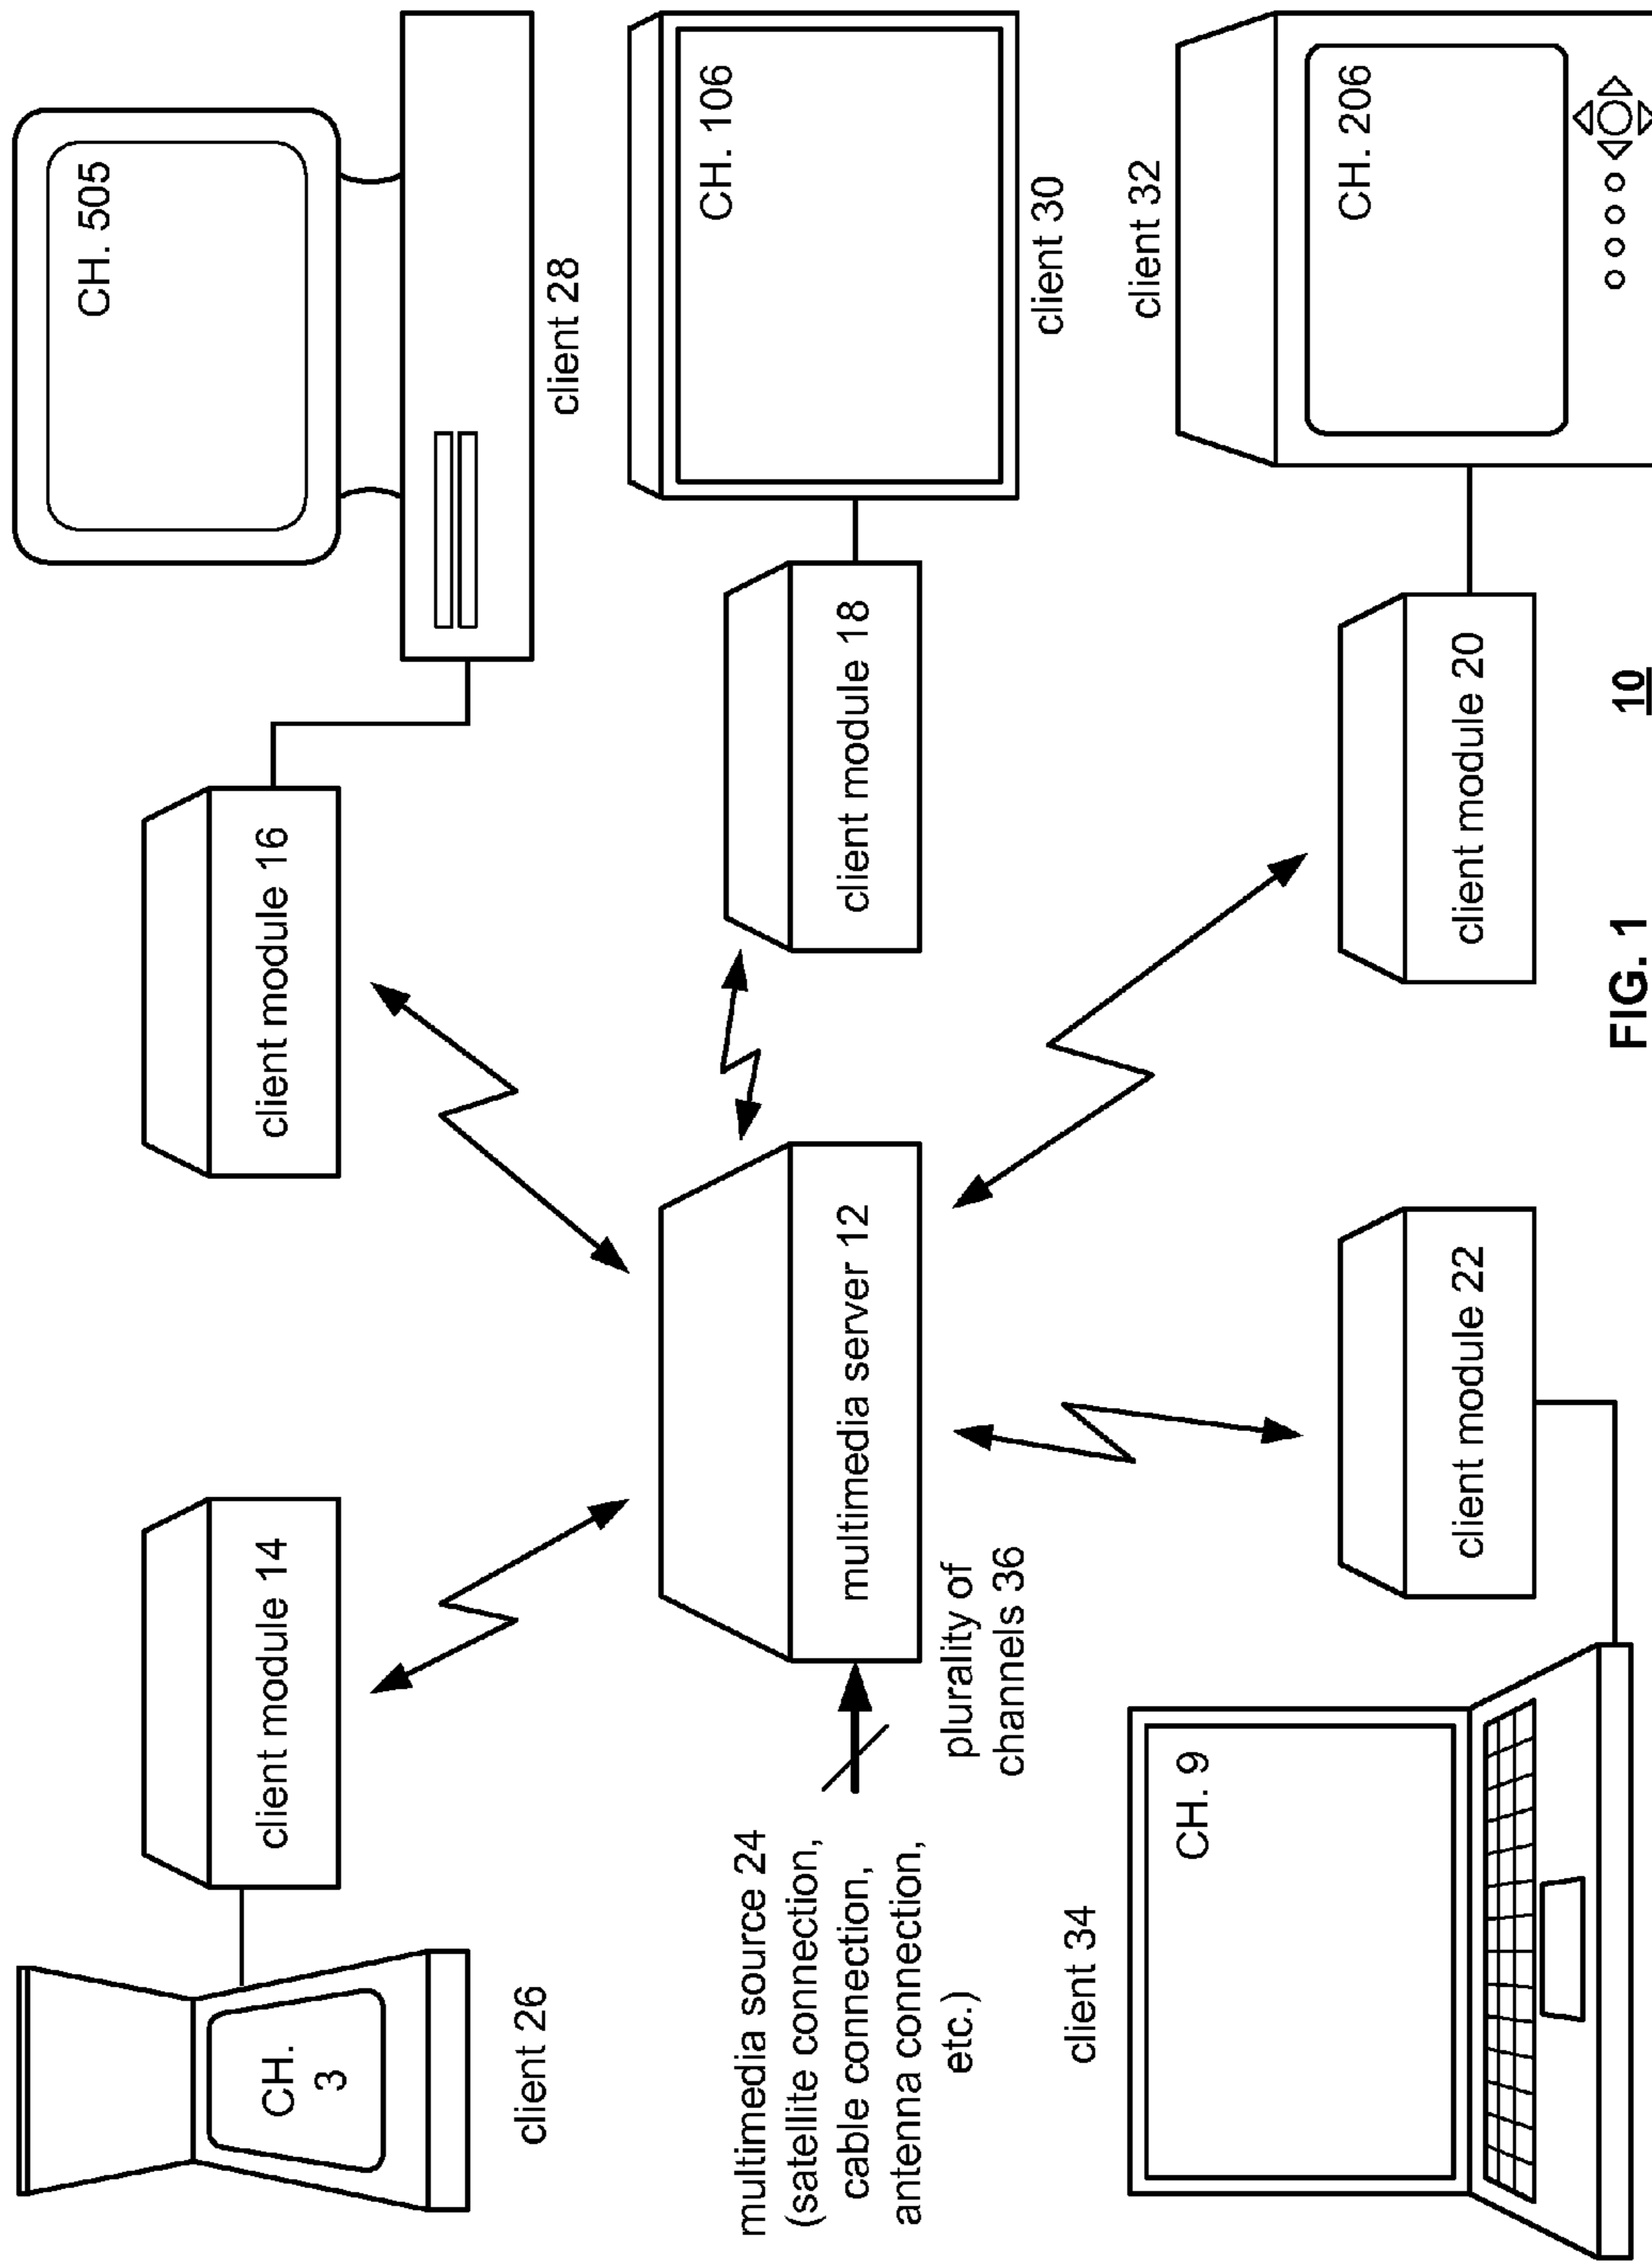 CH.
3
client 26
client module 14
client module 16
CH. 505
client 28
multimedia source 24
(satellite connection,
cable connection,
antenna connection,
etc.)
multimedia server 12
plurality of
channels 36
client module 18
CH. 106
client 30
client 34
CH. 9
client module 22
client module 20
client 32
CH. 206
FIG. 1
10